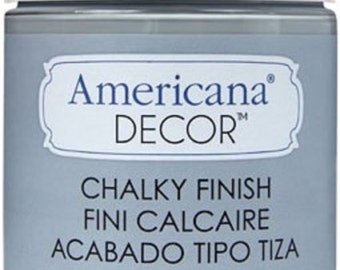 Americana®
DECOR™
CHALKY FINISH
FINI CALCAIRE
ACABADO TIPO TIZA